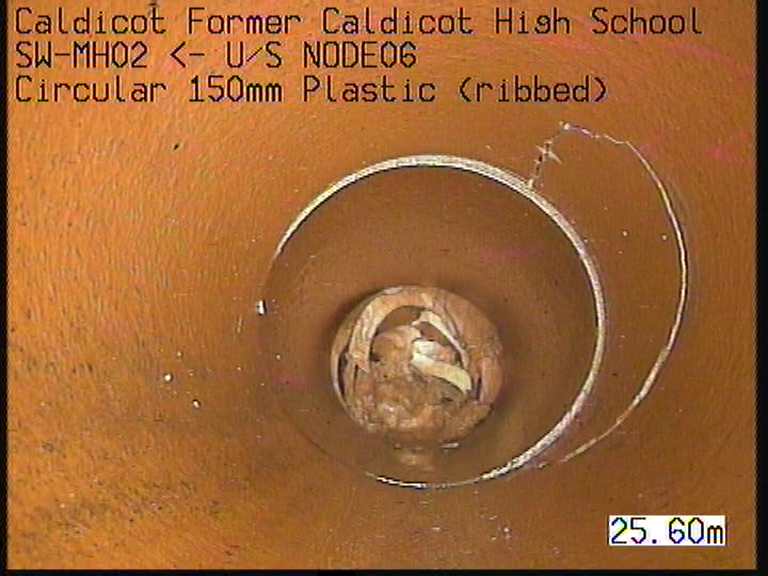 Caldicot Former Caldicot High School
SW-MH02 <- U/S NODE06
Circular 150mm Plastic (ribbed)
25.60m